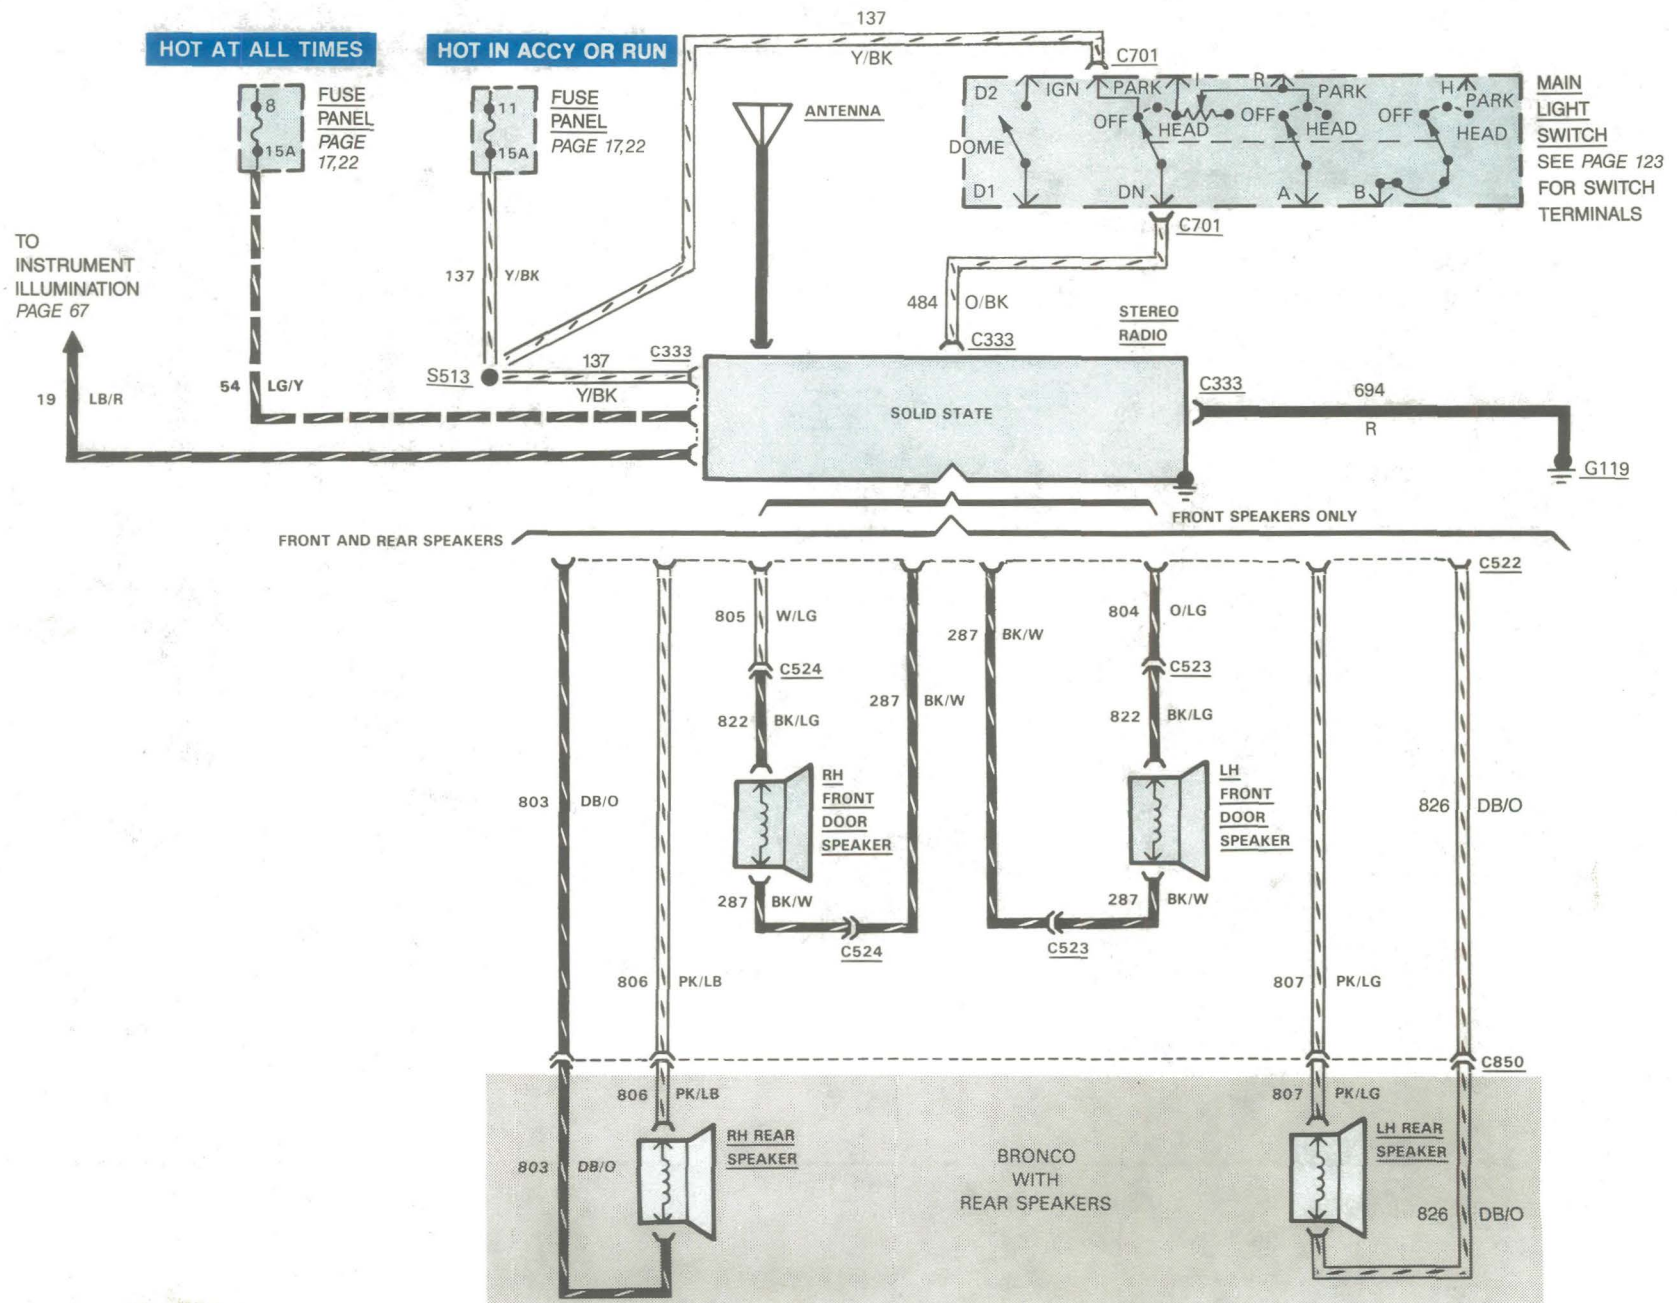 137
Y/BK
HOT AT ALL TIMES
HOT IN ACCY OR RUN
C701
8
15A
FUSE
PANEL
PAGE
17,22
11
15A
FUSE
PANEL
PAGE 17,22
ANTENNA
D2
IGN
PARK
I
R
PARK
H
PARK
OFF
HEAD
OFF
HEAD
OFF
HEAD
DOME
D1
DN
A
B
MAIN
LIGHT
SWITCH
SEE PAGE 123
FOR SWITCH
TERMINALS
C701
TO
INSTRUMENT
ILLUMINATION
PAGE 67
137
Y/BK
484
O/BK
STEREO
RADIO
C333
19
LB/R
54
LG/Y
S513
137
Y/BK
C333
SOLID STATE
C333
694
R
G119
FRONT SPEAKERS ONLY
FRONT AND REAR SPEAKERS
C522
805
W/LG
287
BK/W
804
O/LG
C524
C523
287
BK/W
822
BK/LG
822
BK/LG
803
DB/O
RH
FRONT
DOOR
SPEAKER
LH
FRONT
DOOR
SPEAKER
826
DB/O
287
BK/W
287
BK/W
C524
C523
806
PK/LB
807
PK/LG
C850
806
PK/LB
807
PK/LG
RH REAR
SPEAKER
LH REAR
SPEAKER
803
DB/O
BRONCO
WITH
REAR SPEAKERS
826
DB/O